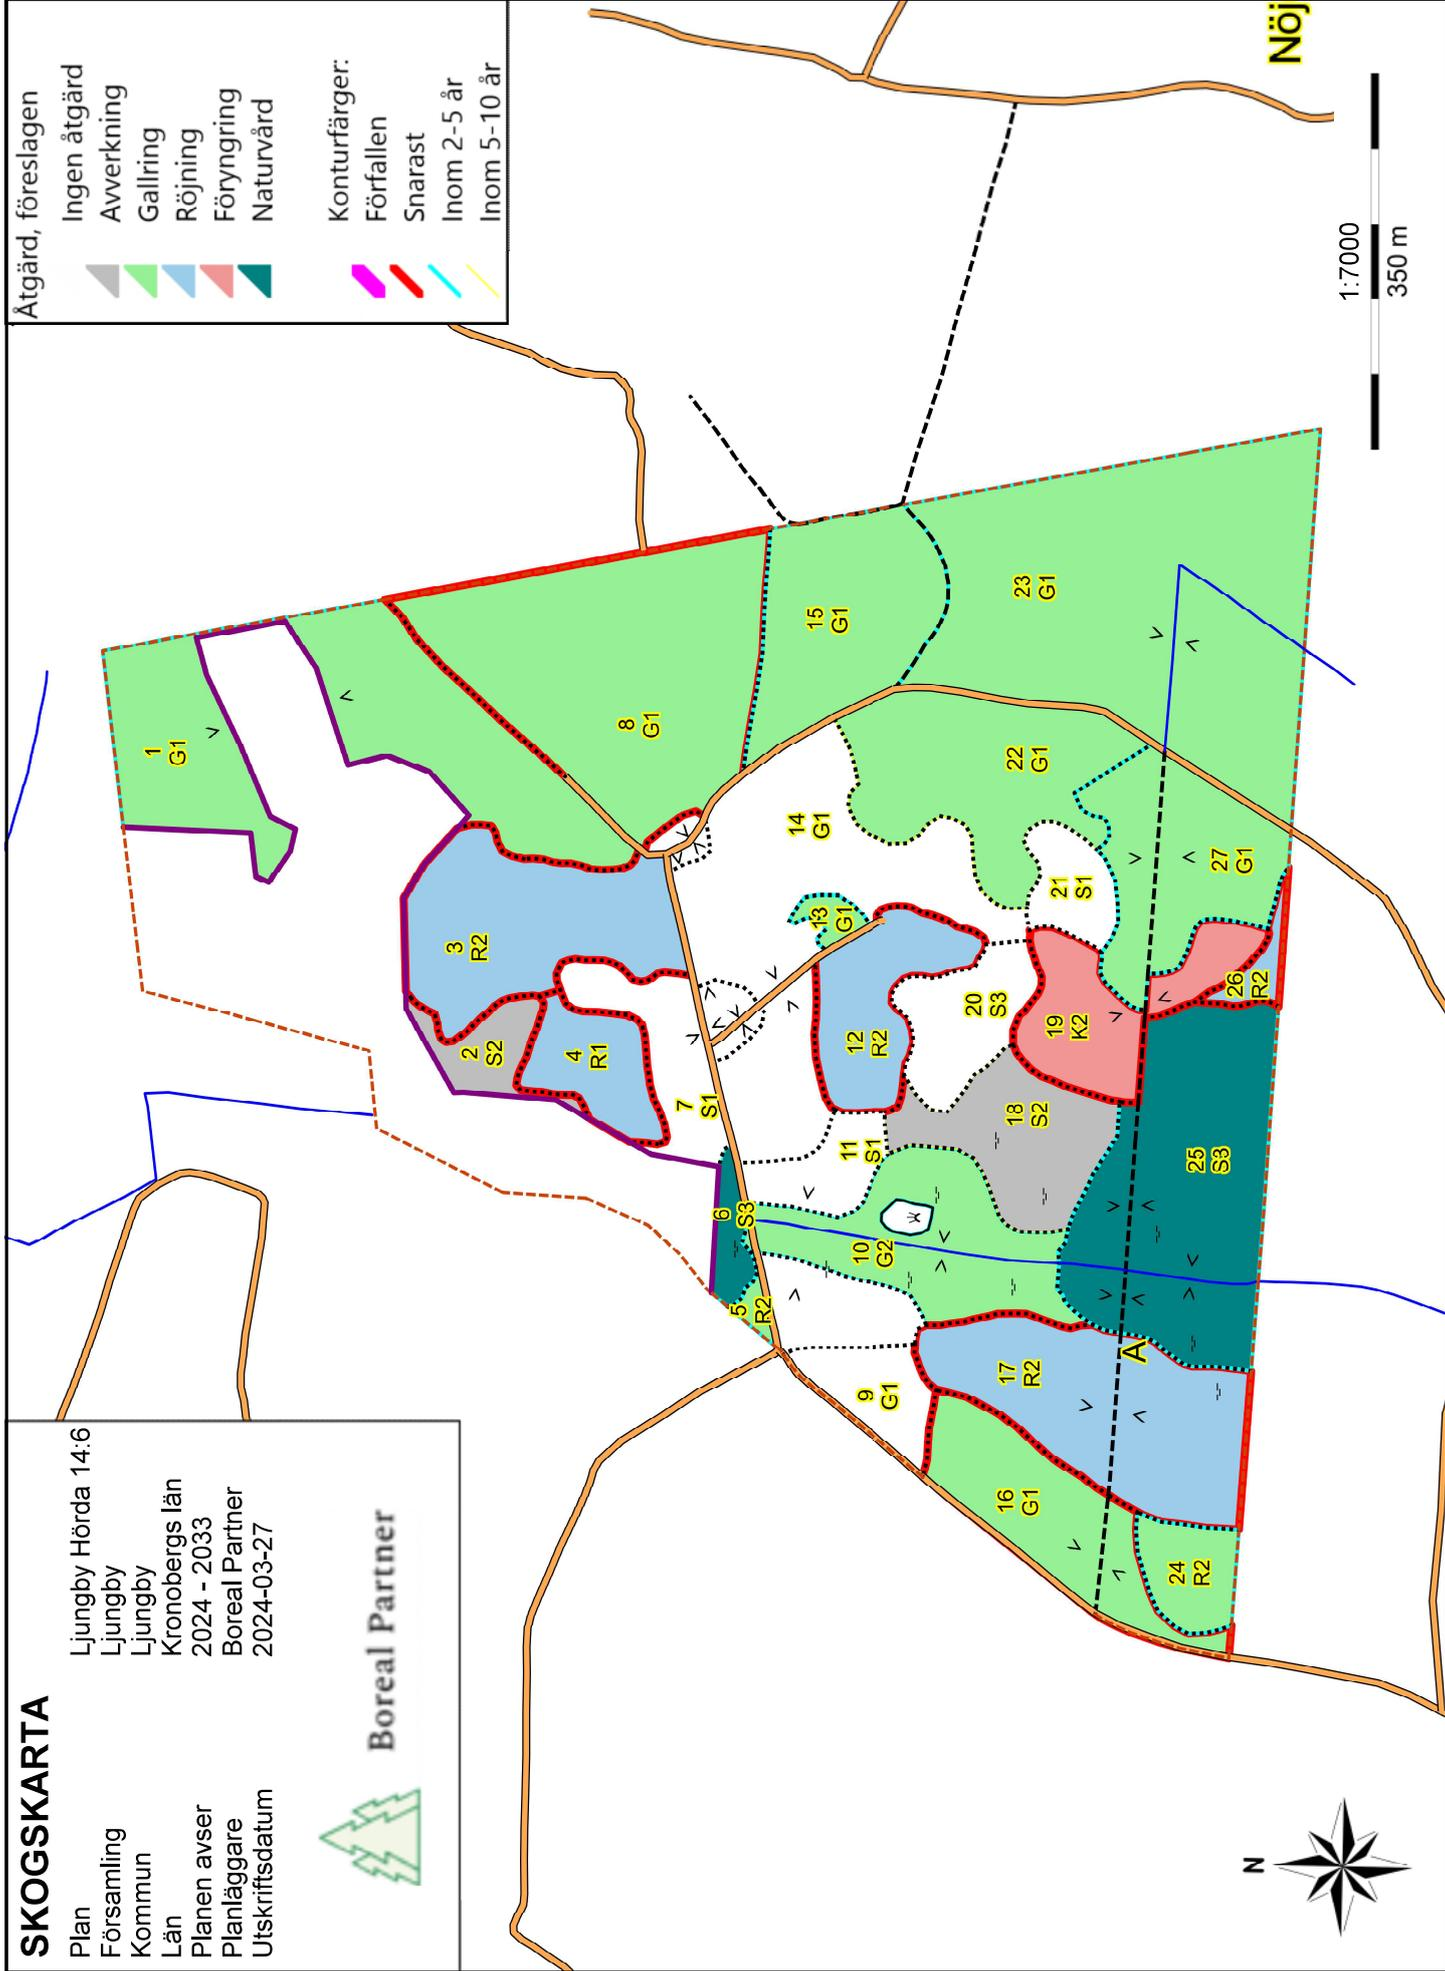 SKOGSKARTA
Plan Ljungby Hörda 14:6
Församling Ljungby
Kommun Ljungby
Län Kronobergs län
Planen avser 2024 - 2033
Planläggare Boreal Partner
Utskriftsdatum 2024-03-27
Boreal Partner
Åtgärd, föreslagen
Ingen åtgärd
Avverkning
Gallring
Röjning
Föryngring
Naturvård
Konturfärger:
Förfallen
Snarast
Inom 2-5 år
Inom 5-10 år
1
G1
2
S2
3
R2
4
R1
5
R2
6
S3
7
S1
8
G1
9
G1
10
G2
11
S1
12
R2
13
G1
14
G1
15
G1
16
G1
17
R2
18
S2
19
K2
20
S3
21
S1
22
G1
23
G1
24
R2
25
S3
26
R2
27
G1
A
N
Nöj
1:7000
350 m